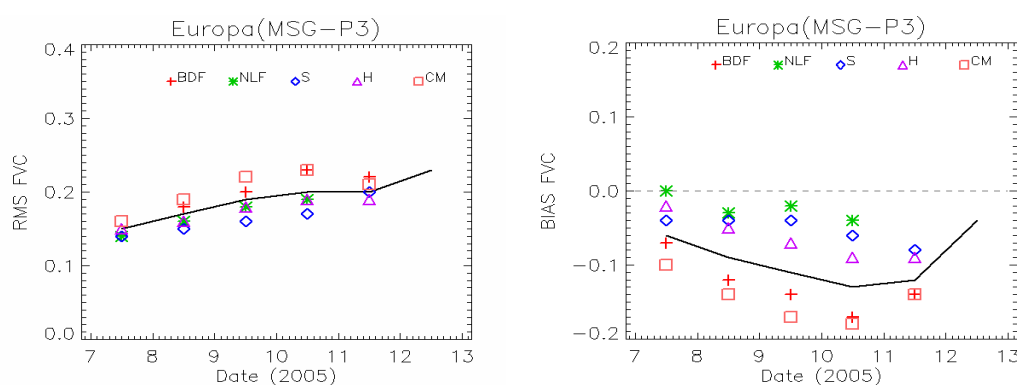 Europa(MSG-P3)
0.4
0.3
0.2
0.1
0.0
RMS FVC
BDF NLF S H CM
7 8 9 10 11 12 13
Date (2005)
Europa(MSG-P3)
0.2
0.1
0.0
-0.1
-0.2
BIAS FVC
BDF NLF S H CM
7 8 9 10 11 12 13
Date (2005)